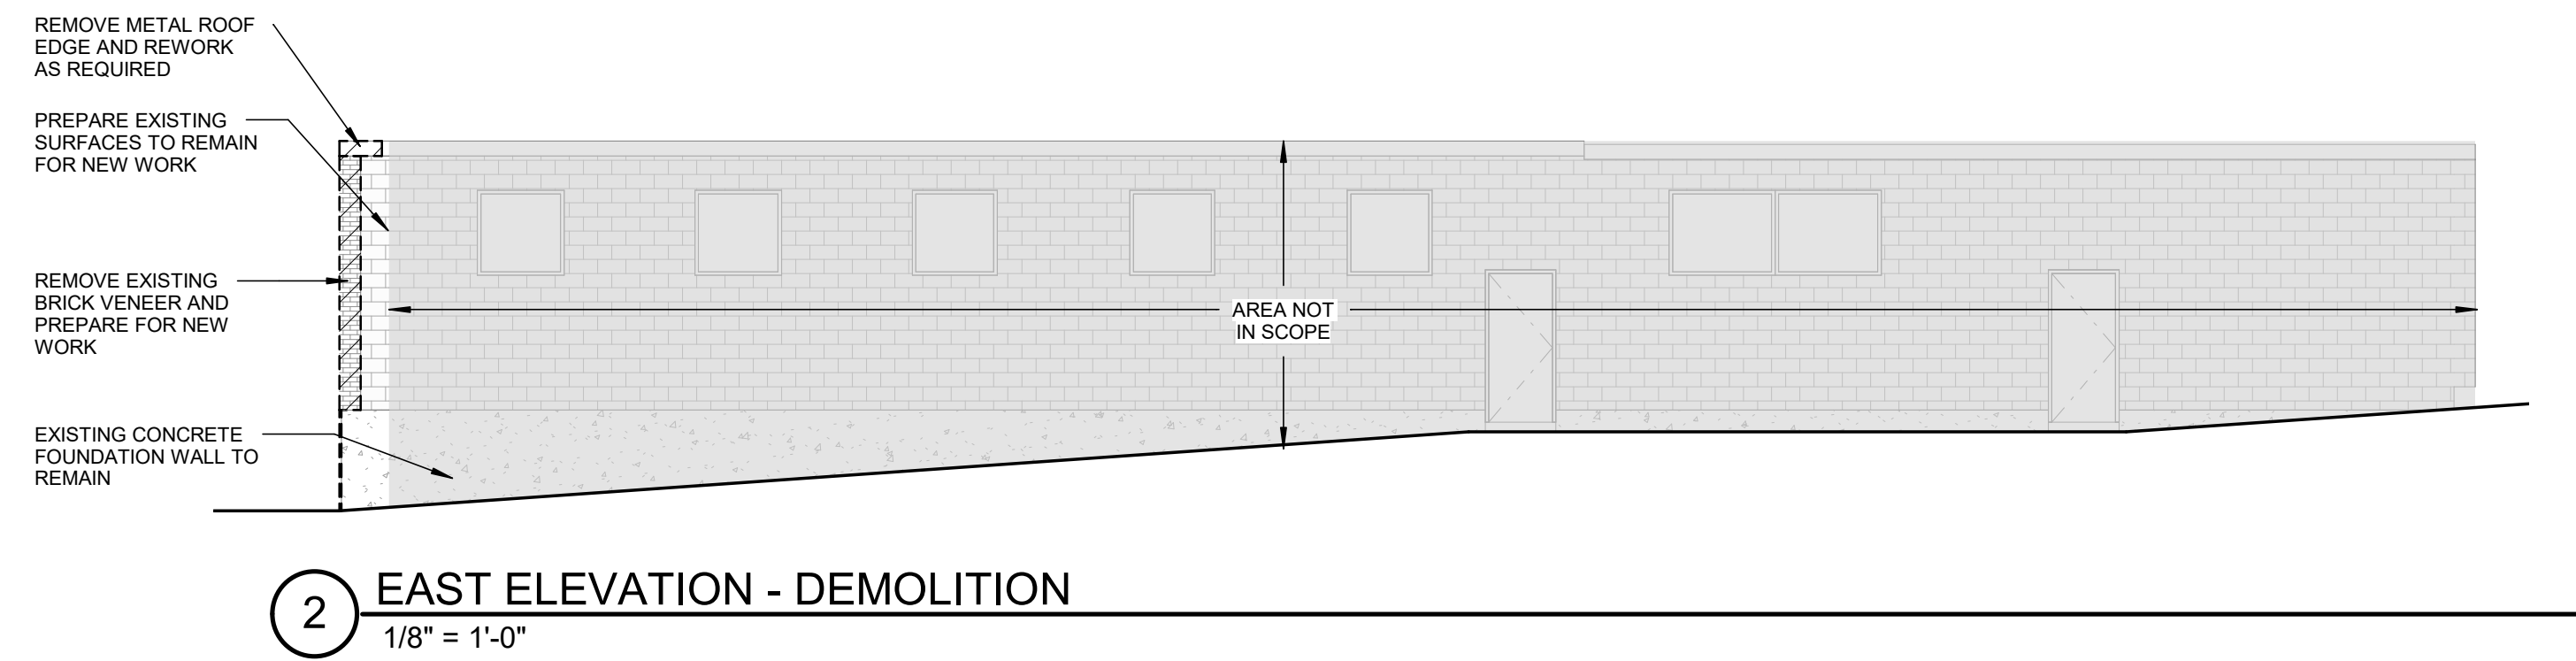 REMOVE METAL ROOF
EDGE AND REWORK
AS REQUIRED
PREPARE EXISTING
SURFACES TO REMAIN
FOR NEW WORK
REMOVE EXISTING
BRICK VENEER AND
PREPARE FOR NEW
WORK
EXISTING CONCRETE
FOUNDATION WALL TO
REMAIN
AREA NOT
IN SCOPE
2
EAST ELEVATION - DEMOLITION
1/8" = 1'-0"